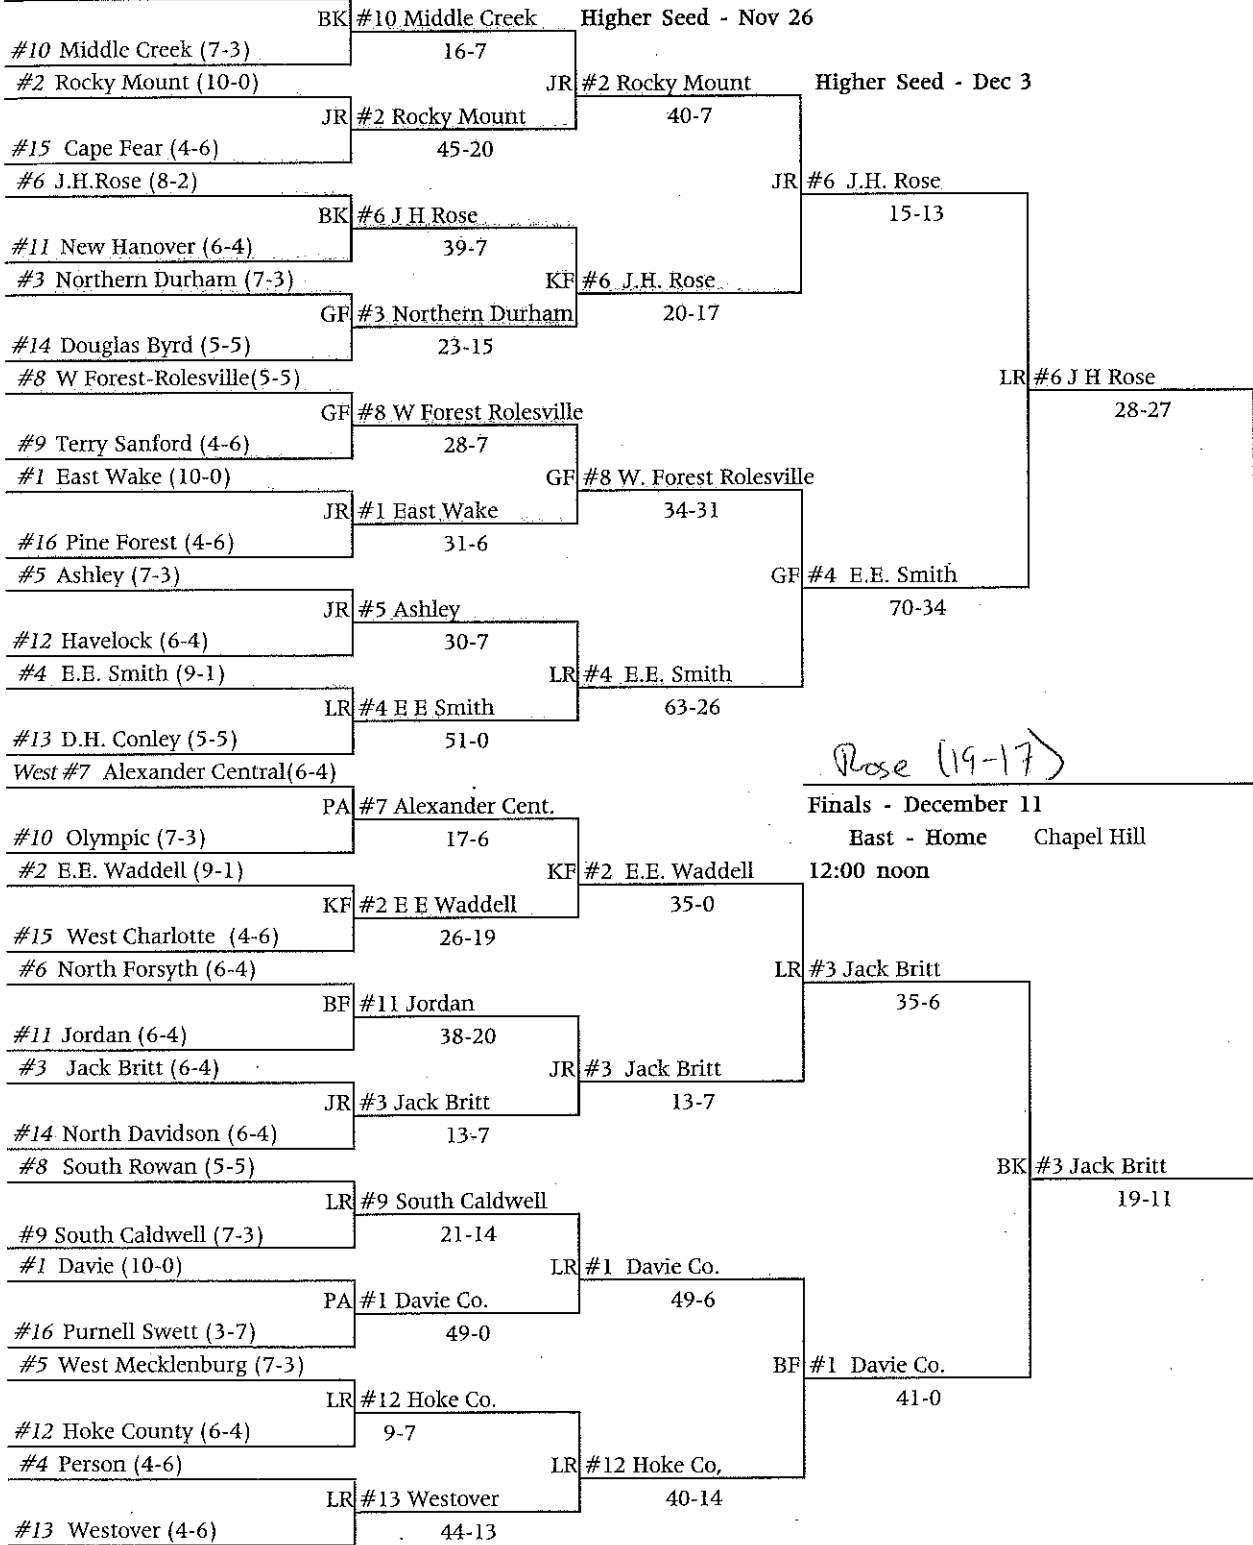 BK #10 Middle Creek Higher Seed - Nov 26
#10 Middle Creek (7-3) 16-7
#2 Rocky Mount (10-0) JR #2 Rocky Mount Higher Seed - Dec 3
JR #2 Rocky Mount 40-7
#15 Cape Fear (4-6) 45-20
#6 J.H.Rose (8-2) JR #6 J.H. Rose
BK #6 J H Rose 15-13
#11 New Hanover (6-4) 39-7
#3 Northern Durham (7-3) KF #6 J.H. Rose
GF #3 Northern Durham 20-17
#14 Douglas Byrd (5-5) 23-15
#8 W Forest-Rolesville(5-5) LR #6 J H Rose
GF #8 W Forest Rolesville 28-27
#9 Terry Sanford (4-6) 28-7
#1 East Wake (10-0) GF #8 W. Forest Rolesville
JR #1 East Wake 34-31
#16 Pine Forest (4-6) 31-6
#5 Ashley (7-3) GF #4 E.E. Smith
JR #5 Ashley 70-34
#12 Havelock (6-4) 30-7
#4 E.E. Smith (9-1) LR #4 E.E. Smith
LR #4 E E Smith 63-26
#13 D.H. Conley (5-5) 51-0
West #7 Alexander Central(6-4) Rose (19-17)
PA #7 Alexander Cent. Finals - December 11
#10 Olympic (7-3) 17-6 East - Home Chapel Hill
#2 E.E. Waddell (9-1) KF #2 E.E. Waddell 12:00 noon
KF #2 E E Waddell 35-0
#15 West Charlotte (4-6) 26-19
#6 North Forsyth (6-4) LR #3 Jack Britt
BF #11 Jordan 35-6
#11 Jordan (6-4) 38-20
#3 Jack Britt (6-4) JR #3 Jack Britt
JR #3 Jack Britt 13-7
#14 North Davidson (6-4) 13-7
#8 South Rowan (5-5) BK #3 Jack Britt
LR #9 South Caldwell 19-11
#9 South Caldwell (7-3) 21-14
#1 Davie (10-0) LR #1 Davie Co.
PA #1 Davie Co. 49-6
#16 Purnell Swett (3-7) 49-0
#5 West Mecklenburg (7-3) BF #1 Davie Co.
LR #12 Hoke Co. 41-0
#12 Hoke County (6-4) 9-7
#4 Person (4-6) LR #12 Hoke Co,
LR #13 Westover 40-14
#13 Westover (4-6) 44-13